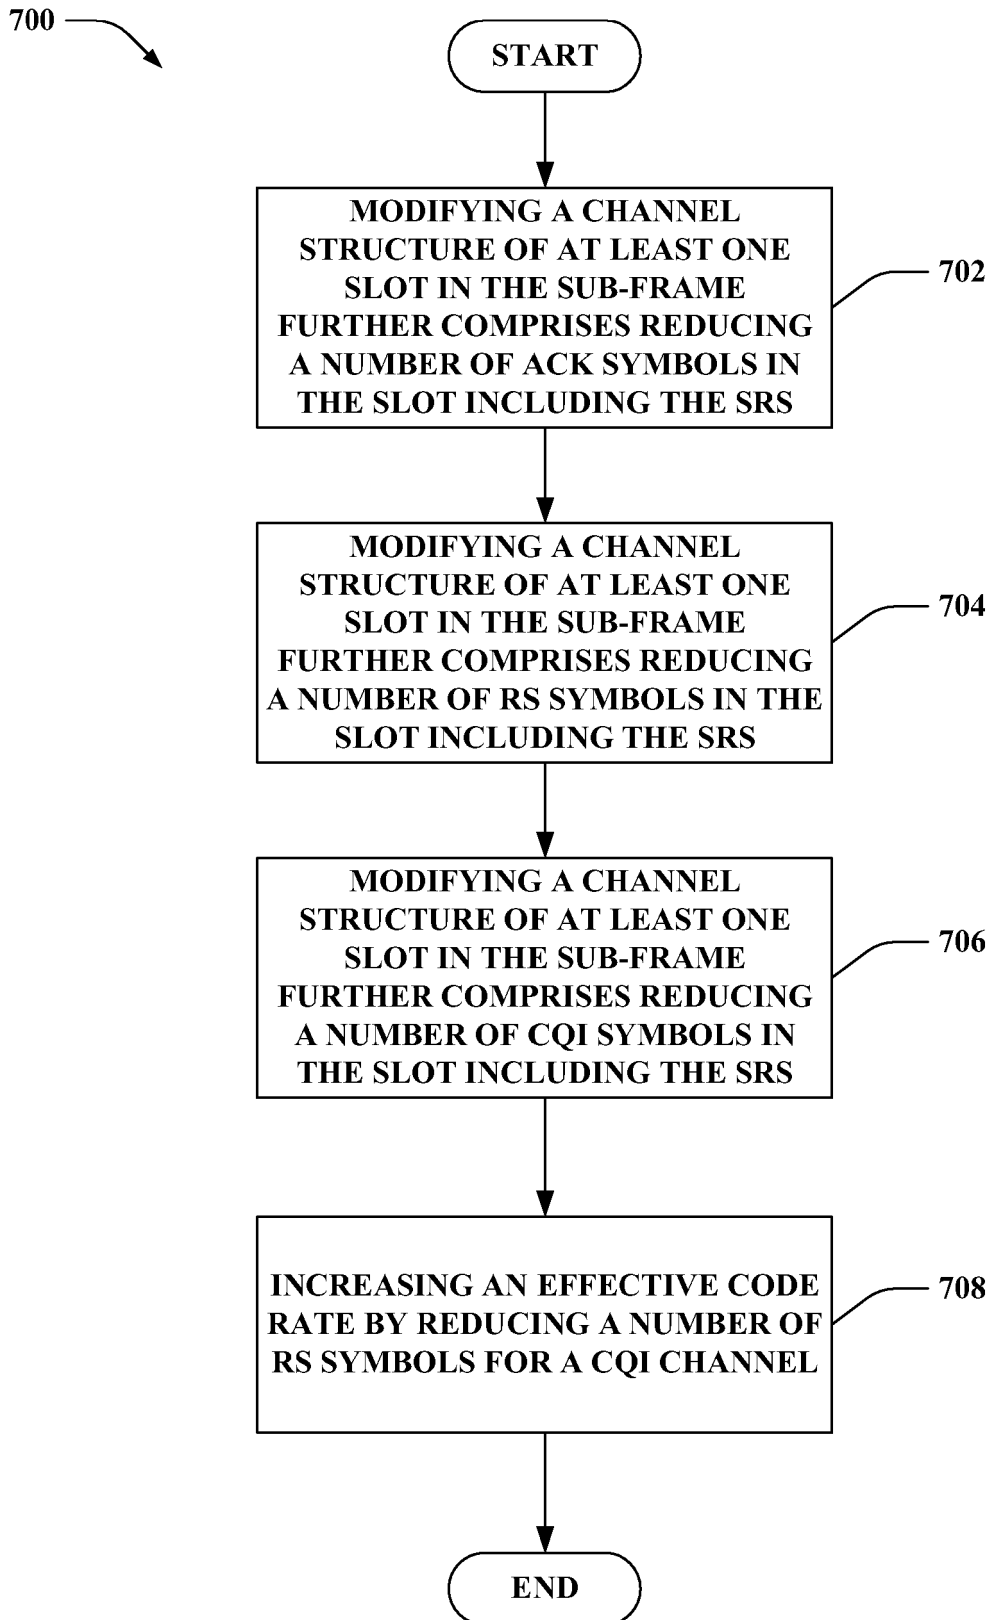 700
START
MODIFYING A CHANNEL
STRUCTURE OF AT LEAST ONE
SLOT IN THE SUB-FRAME
FURTHER COMPRISES REDUCING
A NUMBER OF ACK SYMBOLS IN
THE SLOT INCLUDING THE SRS
702
MODIFYING A CHANNEL
STRUCTURE OF AT LEAST ONE
SLOT IN THE SUB-FRAME
FURTHER COMPRISES REDUCING
A NUMBER OF RS SYMBOLS IN THE
SLOT INCLUDING THE SRS
704
MODIFYING A CHANNEL
STRUCTURE OF AT LEAST ONE
SLOT IN THE SUB-FRAME
FURTHER COMPRISES REDUCING
A NUMBER OF CQI SYMBOLS IN
THE SLOT INCLUDING THE SRS
706
INCREASING AN EFFECTIVE CODE
RATE BY REDUCING A NUMBER OF
RS SYMBOLS FOR A CQI CHANNEL
708
END